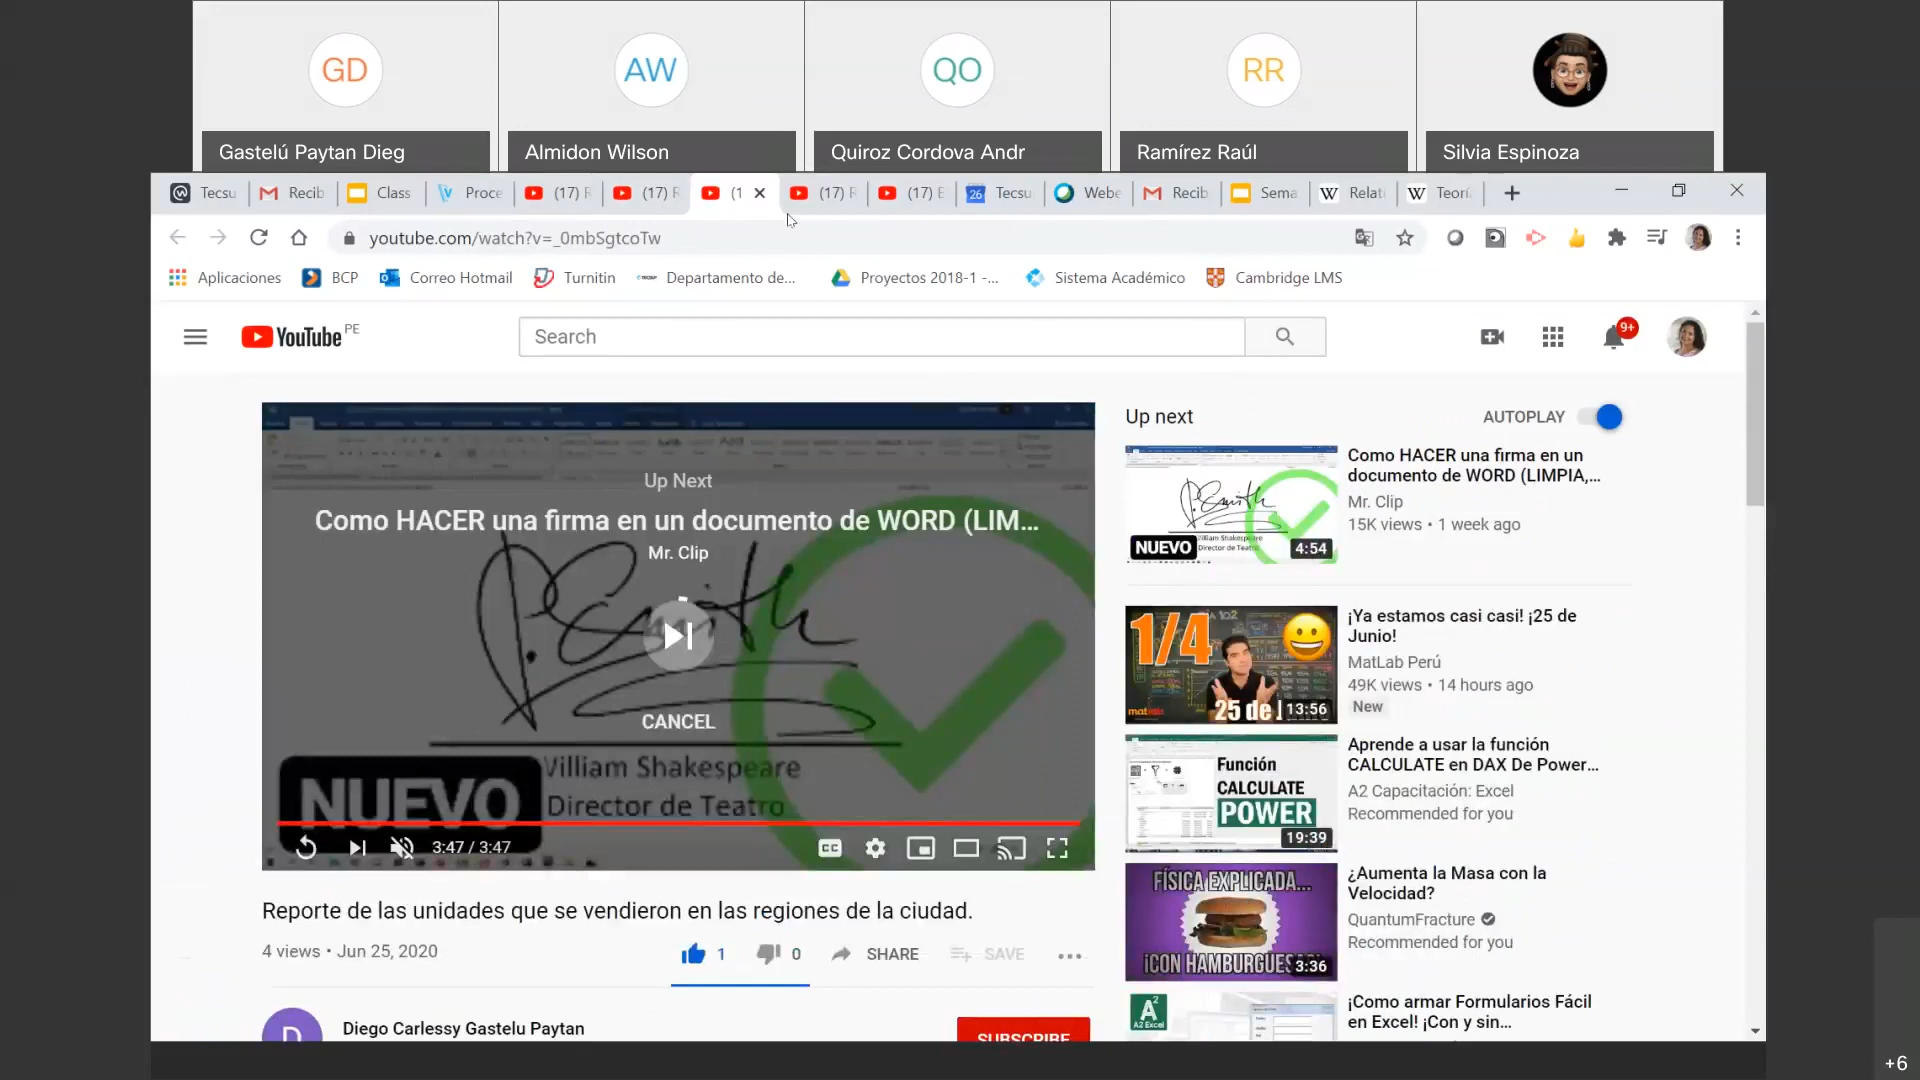 GD
AW
QO
RR
Gastelú Paytan Dieg
Almidon Wilson
Quiroz Cordova Andr
Ramírez Raúl
Silvia Espinoza
Tecsu
Recib
Class
Proce
(17) R
(17) R
(1
(17) F
(17) E
26
Tecsu
Webe
Recib
Sema
Relat
Teorí
youtube.com/watch?v=_0mbSgtcoTw
Aplicaciones
BCP
Correo Hotmail
Turnitin
Departamento de...
Proyectos 2018-1 -...
Sistema Académico
Cambridge LMS
YouTube PE
Search
9+
Up Next
Como HACER una firma en un documento de WORD (LIM...
Mr. Clip
CANCEL
NUEVO
William Shakespeare
Director de Teatro
3:47 / 3:47
CC
Reporte de las unidades que se vendieron en las regiones de la ciudad.
4 views • Jun 25, 2020
1
0
SHARE
SAVE
D
Diego Carlessy Gastelu Paytan
SUBSCRIBE
Up next
AUTOPLAY
NUEVO
William Shakespeare
Director de Teatro
4:54
Como HACER una firma en un
documento de WORD (LIMPIA,...
Mr. Clip
15K views • 1 week ago
1/4
25 de J
13:56
¡Ya estamos casi casi! ¡25 de
Junio!
MatLab Perú
49K views • 14 hours ago
New
Función
CALCULATE
POWER
19:39
Aprende a usar la función
CALCULATE en DAX De Power...
A2 Capacitación: Excel
Recommended for you
FÍSICA EXPLICADA...
¡CON HAMBURGUES
3:36
¿Aumenta la Masa con la
Velocidad?
QuantumFracture
Recommended for you
A2
A2 Excel
¡Como armar Formularios Fácil
en Excel! ¡Con y sin...
+6